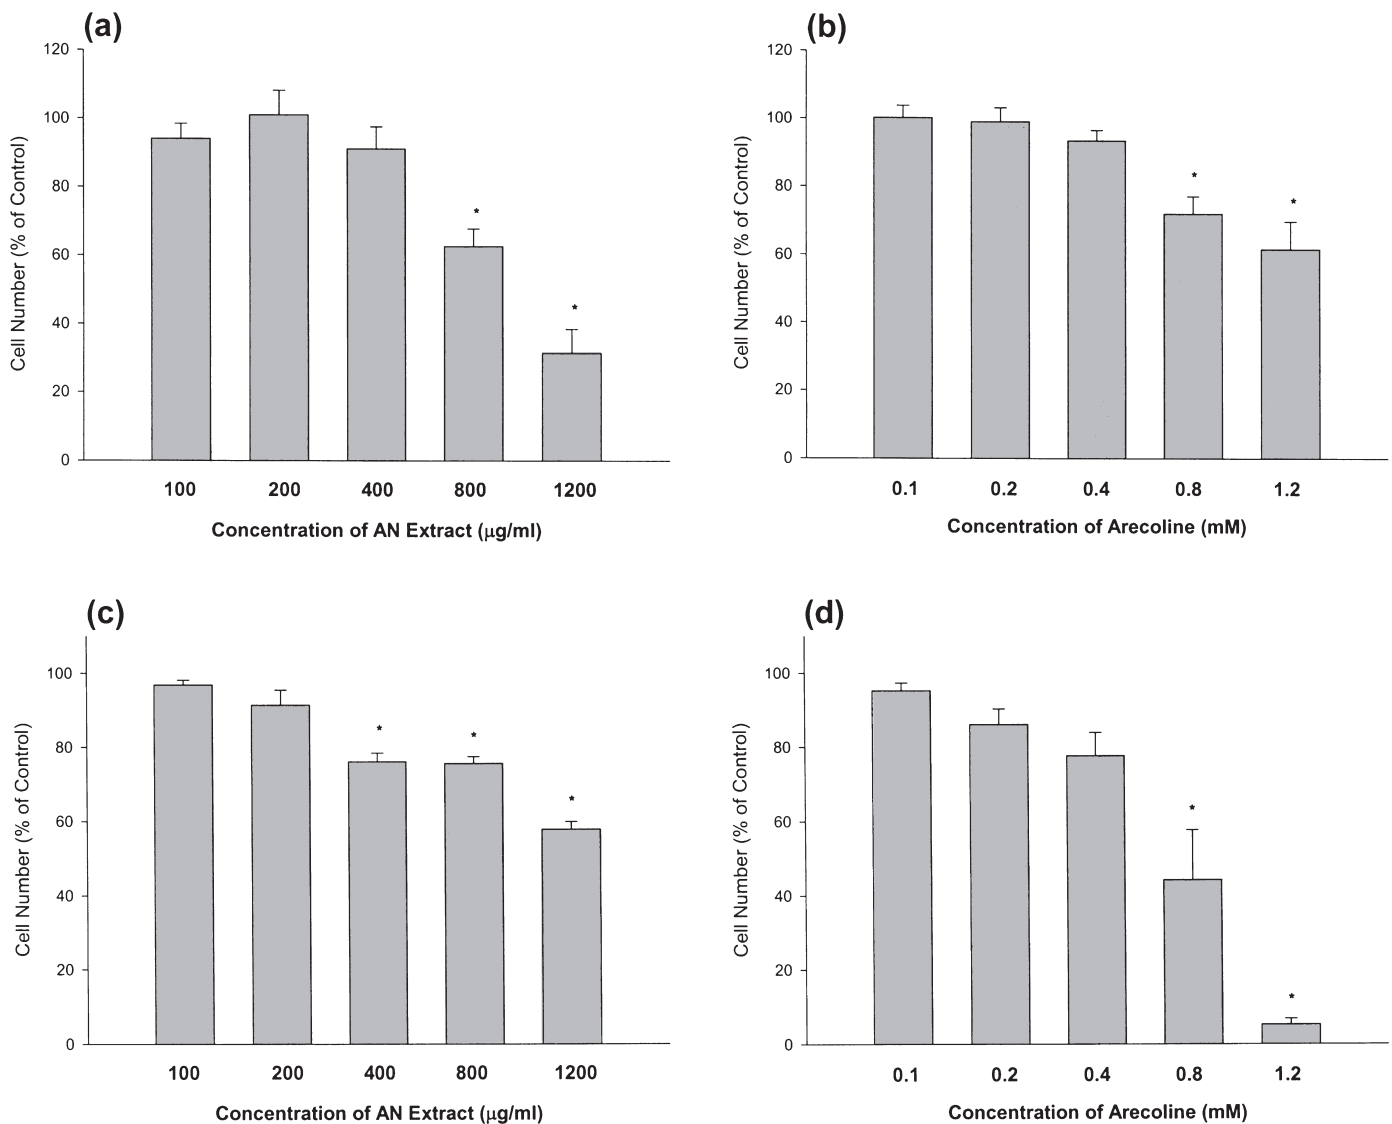 (a)
120
100
80
60
40
20
0
Cell Number (% of Control)
*
*
100 200 400 800 1200
Concentration of AN Extract (μg/ml)
(b)
120
100
80
60
40
20
0
Cell Number (% of Control)
*
*
0.1 0.2 0.4 0.8 1.2
Concentration of Arecoline (mM)
(c)
100
80
60
40
20
0
Cell Number (% of Control)
*
*
*
100 200 400 800 1200
Concentration of AN Extract (μg/ml)
(d)
100
80
60
40
20
0
Cell Number (% of Control)
*
*
0.1 0.2 0.4 0.8 1.2
Concentration of Arecoline (mM)